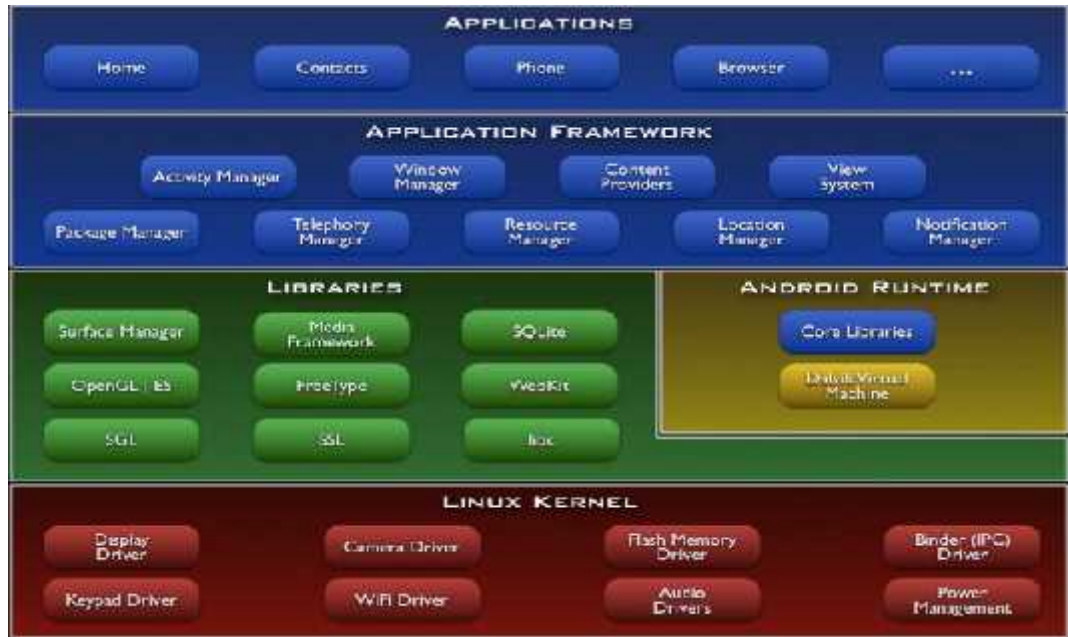 APPLICATIONS
Home
Contacts
Phone
Browser
...
APPLICATION FRAMEWORK
Activity Manager
Window
Manager
Content
Providers
View
System
Package Manager
Telephony
Manager
Resource
Manager
Location
Manager
Notification
Manager
LIBRARIES
Surface Manager
Media
Framework
SQLite
OpenGL | ES
FreeType
WebKit
SGL
SSL
libc
ANDROID RUNTIME
Core Libraries
Dalvik Virtual
Machine
LINUX KERNEL
Display
Driver
Camera Driver
Flash Memory
Driver
Binder (IPC)
Driver
Keypad Driver
WiFi Driver
Audio
Drivers
Power
Management